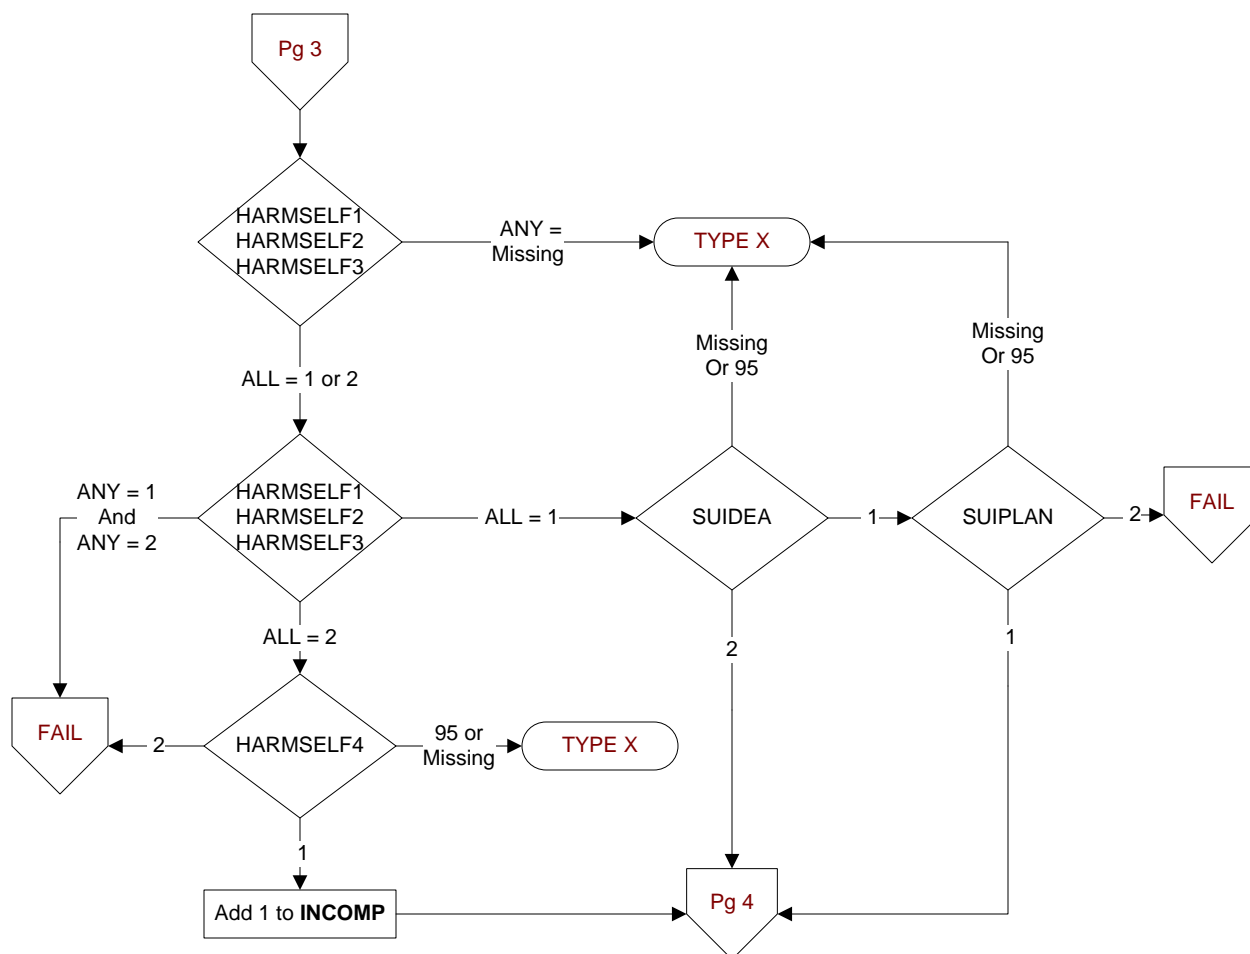 Pg 3
HARMSELF1
HARMSELF2
HARMSELF3
ANY =
Missing
TYPE X
Missing
Or 95
Missing
Or 95
ALL = 1 or 2
ANY = 1
And
ANY = 2
HARMSELF1
HARMSELF2
HARMSELF3
ALL = 1
SUIDEA
1
SUIPLAN
2
FAIL
ALL = 2
2
1
FAIL
2
HARMSELF4
95 or
Missing
TYPE X
1
Add 1 to INCOMP
Pg 4